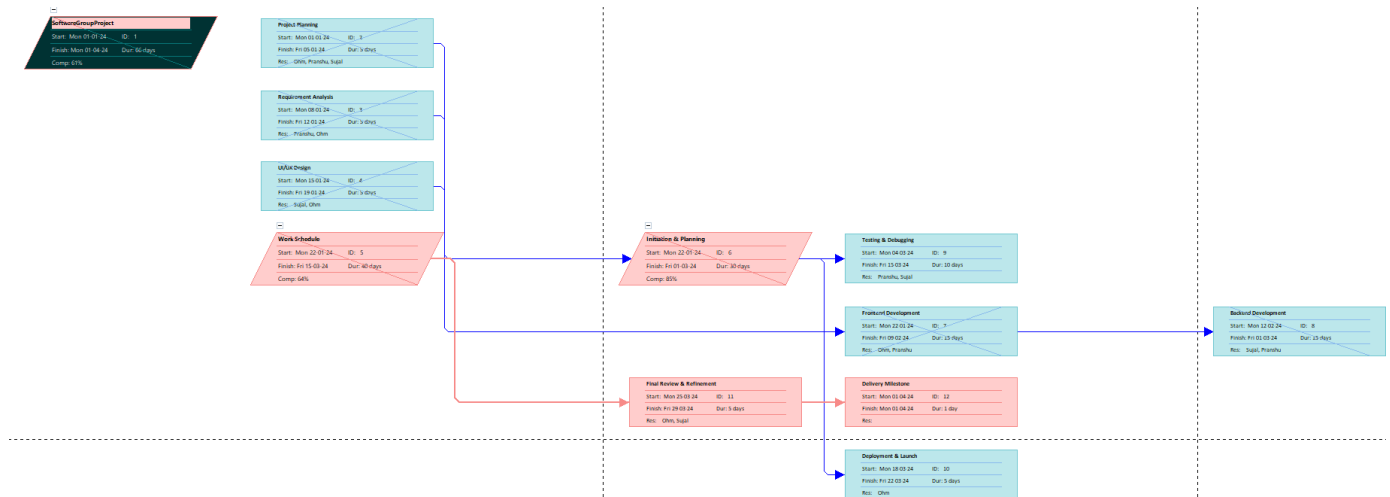 SoftwareGroupProject
Start: Mon 01-01-24 ID: 1
Finish: Mon 01-04-24 Dur: 66 days
Comp: 61%
Project Planning
Start: Mon 01-01-24 ID:
Finish: Fri 05-01-24 Dur: 5 days
Res: Ohm, Pranshu, Sujal
Requirement Analysis
Start: Mon 08-01-24 ID: 3
Finish: Fri 12-01-24 Dur: 5 days
Res: Pranshu, Ohm
UI/UX Design
Start: Mon 15-01-24 ID: 4
Finish: Fri 19-01-24 Dur: 5 days
Res: Sujal, Ohm
Work Schedule
Start: Mon 22-01-24 ID: 5
Finish: Fri 15-03-24 Dur: 40 days
Comp: 64%
Initiation & Planning
Start: Mon 22-01-24 ID: 6
Finish: Fri 01-03-24 Dur: 30 days
Comp: 85%
Testing & Debugging
Start: Mon 04-03-24 ID: 9
Finish: Fri 15-03-24 Dur: 10 days
Res: Pranshu, Sujal
Frontend Development
Start: Mon 22-01-24 ID: 7
Finish: Fri 09-02-24 Dur: 15 days
Res: Ohm, Pranshu
Backend Development
Start: Mon 12-02-24 ID: 8
Finish: Fri 01-03-24 Dur: 15 days
Res: Sujal, Pranshu
Final Review & Refinement
Start: Mon 25-03-24 ID: 11
Finish: Fri 29-03-24 Dur: 5 days
Res: Ohm, Sujal
Delivery Milestone
Start: Mon 01-04-24 ID: 12
Finish: Mon 01-04-24 Dur: 1 day
Res:
Deployment & Launch
Start: Mon 18-03-24 ID: 10
Finish: Fri 22-03-24 Dur: 5 days
Res: Ohm